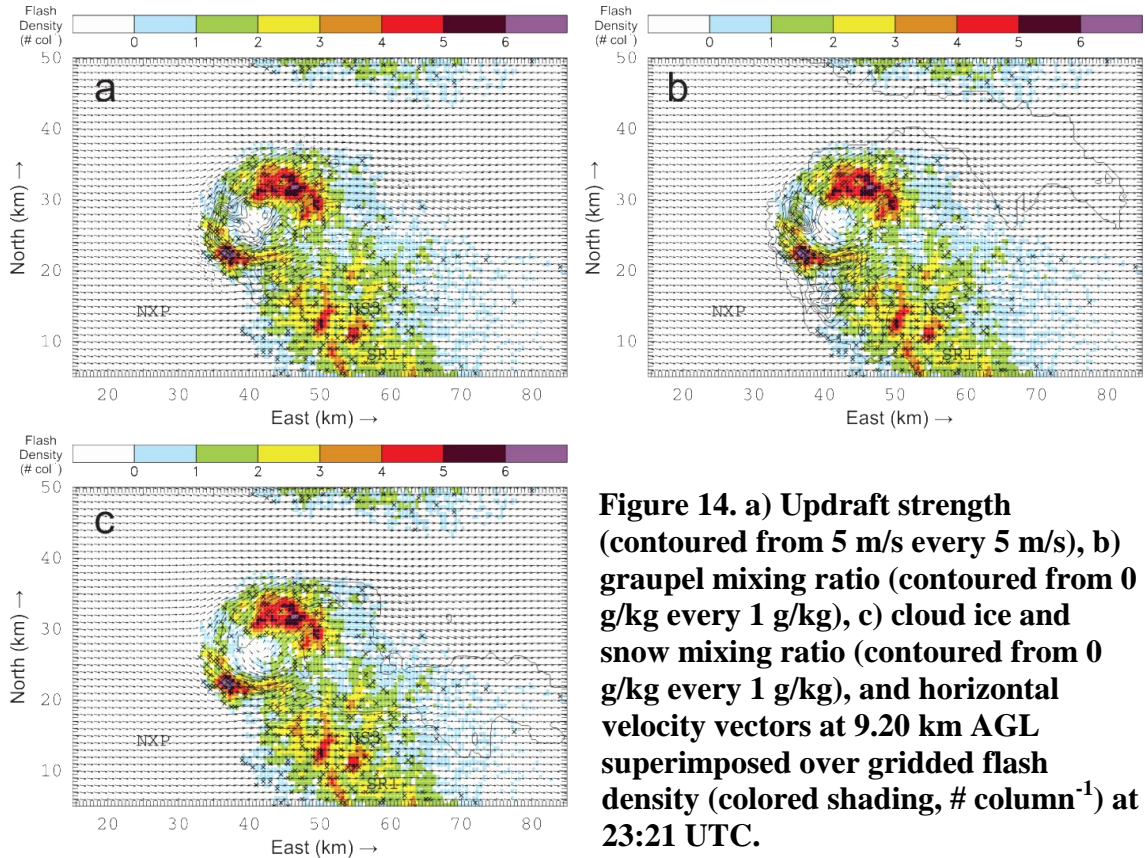 Flash
Density
(# col⁻)
0 1 2 3 4 5 6
50
40
30
20
10
North (km) →
a
NXP
NS3
SR1
20 30 40 50 60 70 80
East (km) →
Flash
Density
(# col⁻)
0 1 2 3 4 5 6
50
40
30
20
10
North (km) →
b
NXP
NS3
SR1
20 30 40 50 60 70 80
East (km) →
Flash
Density
(# col⁻)
0 1 2 3 4 5 6
50
40
30
20
10
North (km) →
c
0
NXP
NS3
SR1
20 30 40 50 60 70 80
East (km) →
Figure 14. a) Updraft strength
(contoured from 5 m/s every 5 m/s), b)
graupel mixing ratio (contoured from 0
g/kg every 1 g/kg), c) cloud ice and
snow mixing ratio (contoured from 0
g/kg every 1 g/kg), and horizontal
velocity vectors at 9.20 km AGL
superimposed over gridded flash
density (colored shading, # column⁻¹) at
23:21 UTC.